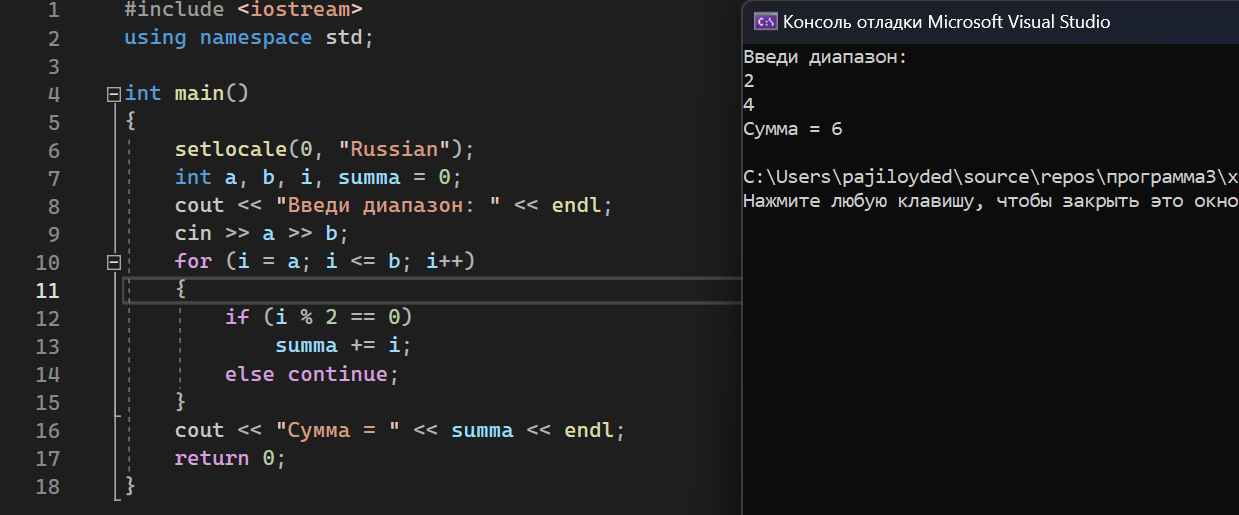 1 #include <iostream>
2 using namespace std;
3
4 int main()
5 {
6 setlocale(0, "Russian");
7 int a, b, i, summa = 0;
8 cout << "Введи диапазон: " << endl;
9 cin >> a >> b;
10 for (i = a; i <= b; i++)
11 {
12 if (i % 2 == 0)
13 summa += i;
14 else continue;
15 }
16 cout << "Сумма = " << summa << endl;
17 return 0;
18 }
Консоль отладки Microsoft Visual Studio
Введи диапазон:
2
4
Сумма = 6
C:\Users\pajiloyded\source\repos\программа3\x
Нажмите любую клавишу, чтобы закрыть это окно